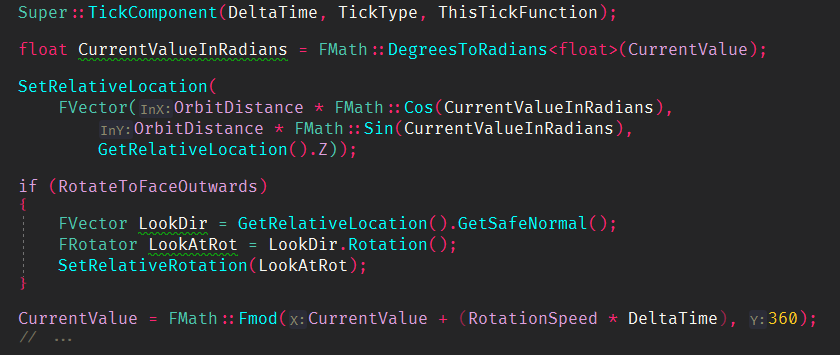 Super::TickComponent(DeltaTime, TickType, ThisTickFunction);
float CurrentValueInRadians = FMath::DegreesToRadians<float>(CurrentValue);
SetRelativeLocation(
FVector(InX:OrbitDistance * FMath::Cos(CurrentValueInRadians),
InY:OrbitDistance * FMath::Sin(CurrentValueInRadians),
GetRelativeLocation().Z));
if (RotateToFaceOutwards)
{
FVector LookDir = GetRelativeLocation().GetSafeNormal();
FRotator LookAtRot = LookDir.Rotation();
SetRelativeRotation(LookAtRot);
}
CurrentValue = FMath::Fmod(X:CurrentValue + (RotationSpeed * DeltaTime), Y:360);
// ...